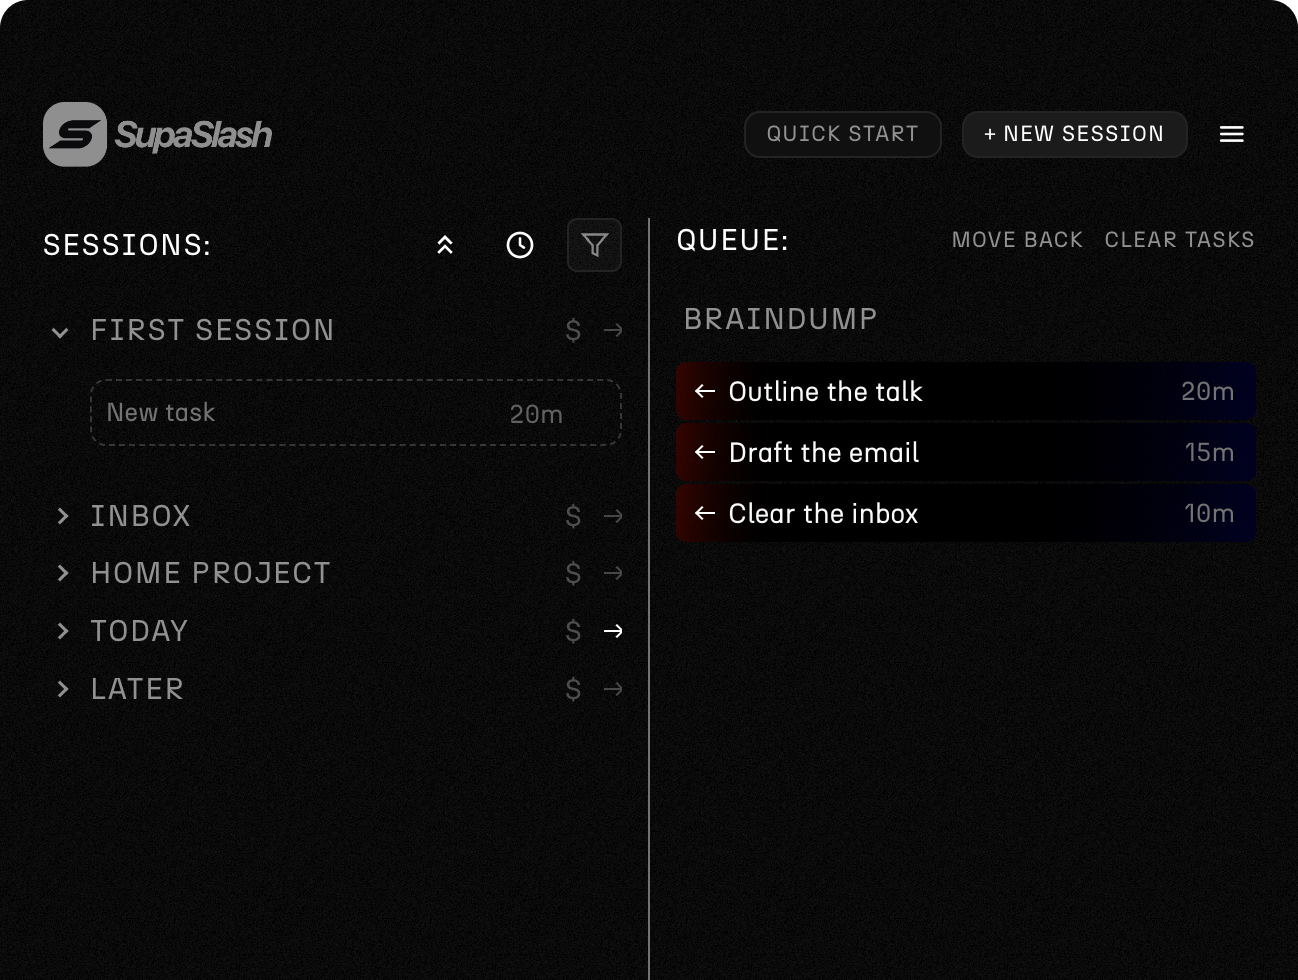 SupaSlash
QUICK START
+ NEW SESSION
SESSIONS:
FIRST SESSION $ →
New task 20m
INBOX $ →
HOME PROJECT $ →
TODAY $ →
LATER $ →
QUEUE:
MOVE BACK CLEAR TASKS
BRAINDUMP
← Outline the talk 20m
← Draft the email 15m
← Clear the inbox 10m